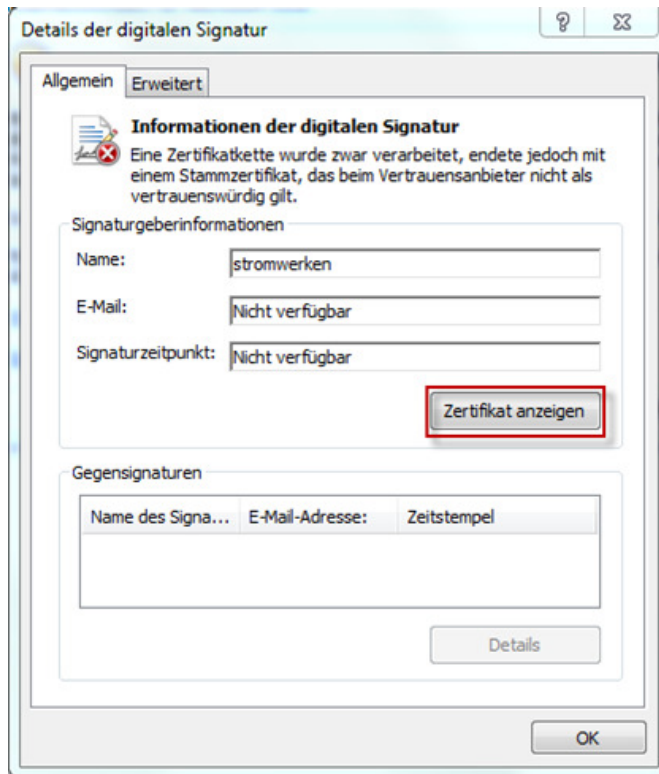 Details der digitalen Signatur
Allgemein
Erweitert
Informationen der digitalen Signatur
Eine Zertifikatkette wurde zwar verarbeitet, endete jedoch mit
einem Stammzertifikat, das beim Vertrauensanbieter nicht als
vertrauenswürdig gilt.
Signaturgeberinformationen
Name:
stromwerken
E-Mail:
Nicht verfügbar
Signaturzeitpunkt:
Nicht verfügbar
Zertifikat anzeigen
Gegensignaturen
Name des Signa...
E-Mail-Adresse:
Zeitstempel
Details
OK